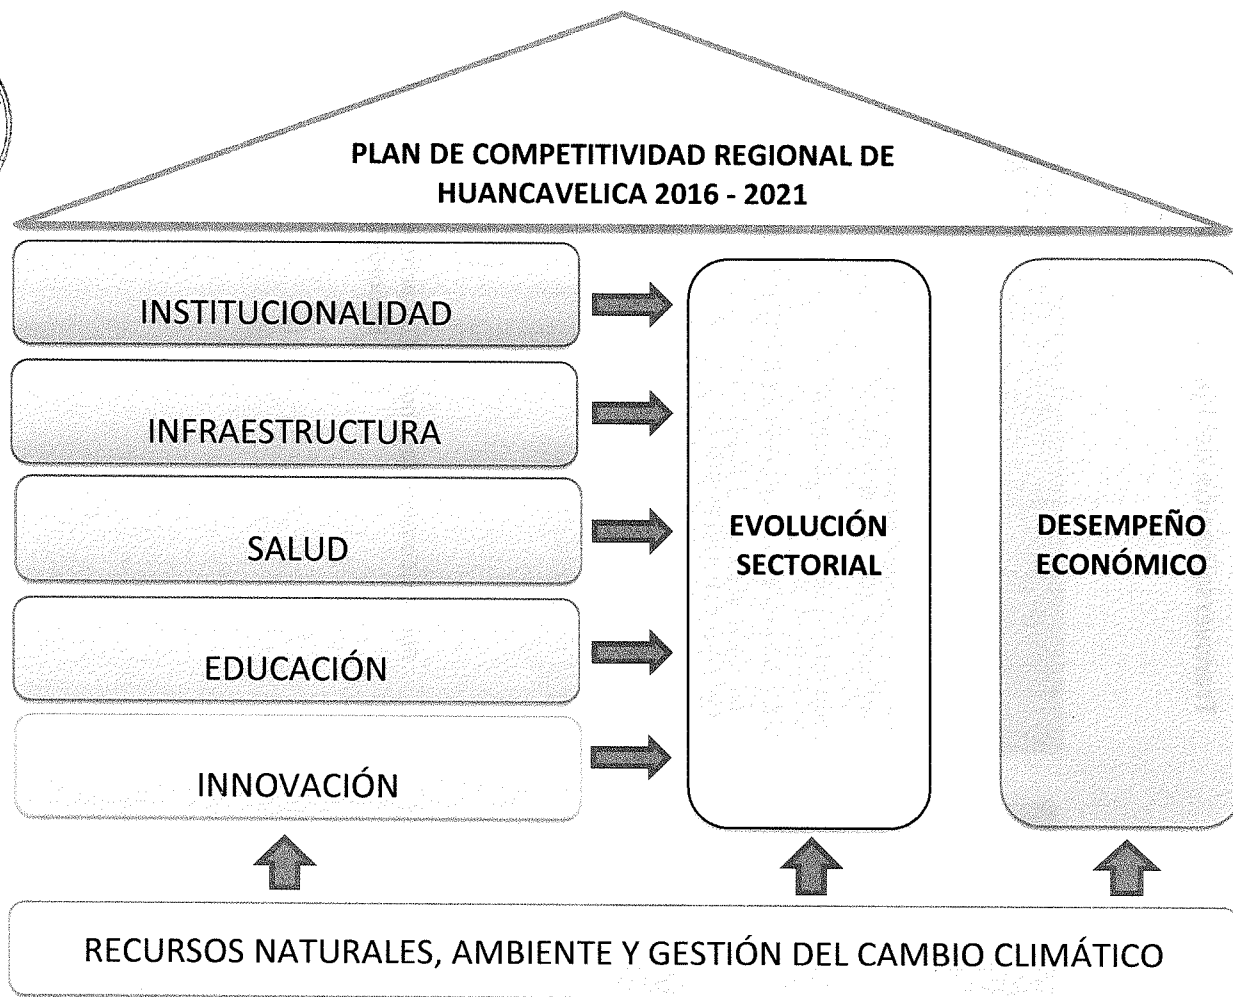 PLAN DE COMPETITIVIDAD REGIONAL DE
HUANCAVELICA 2016 - 2021
INSTITUCIONALIDAD
INFRAESTRUCTURA
SALUD
EDUCACIÓN
INNOVACIÓN
EVOLUCIÓN
SECTORIAL
DESEMPEÑO
ECONÓMICO
RECURSOS NATURALES, AMBIENTE Y GESTIÓN DEL CAMBIO CLIMÁTICO